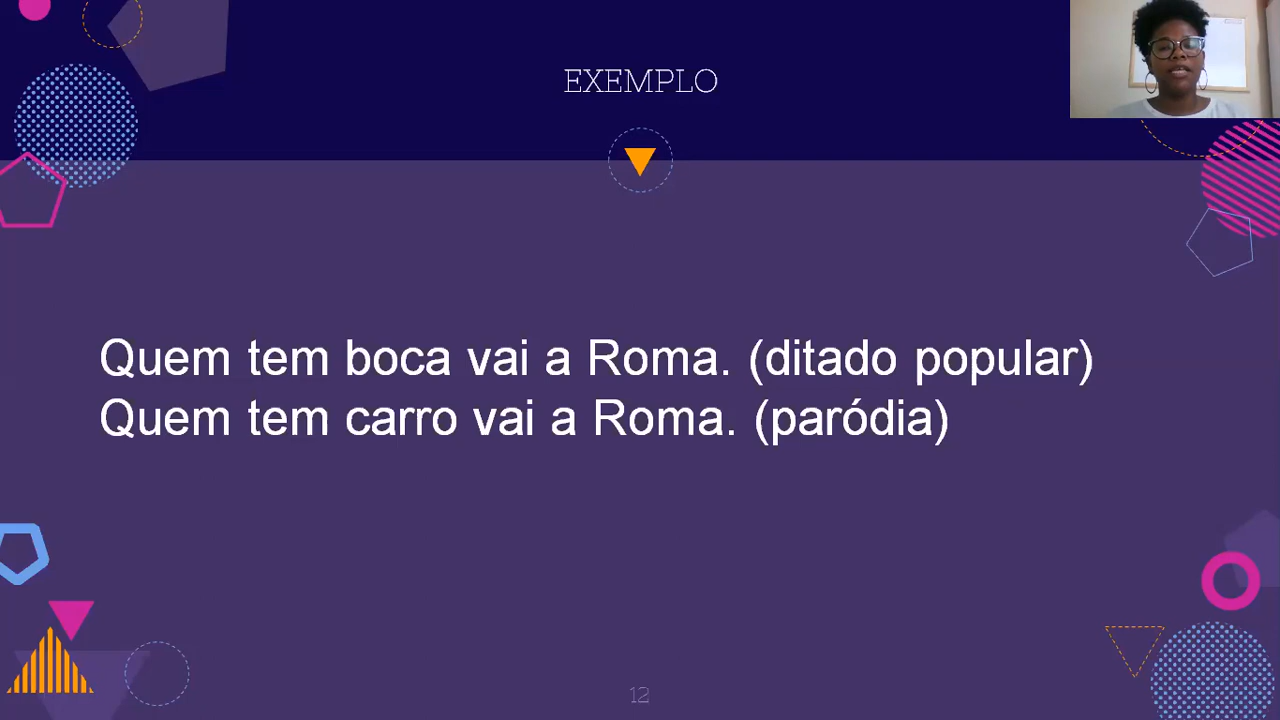 EXEMPLO
Quem tem boca vai a Roma. (ditado popular)
Quem tem carro vai a Roma. (paródia)
12